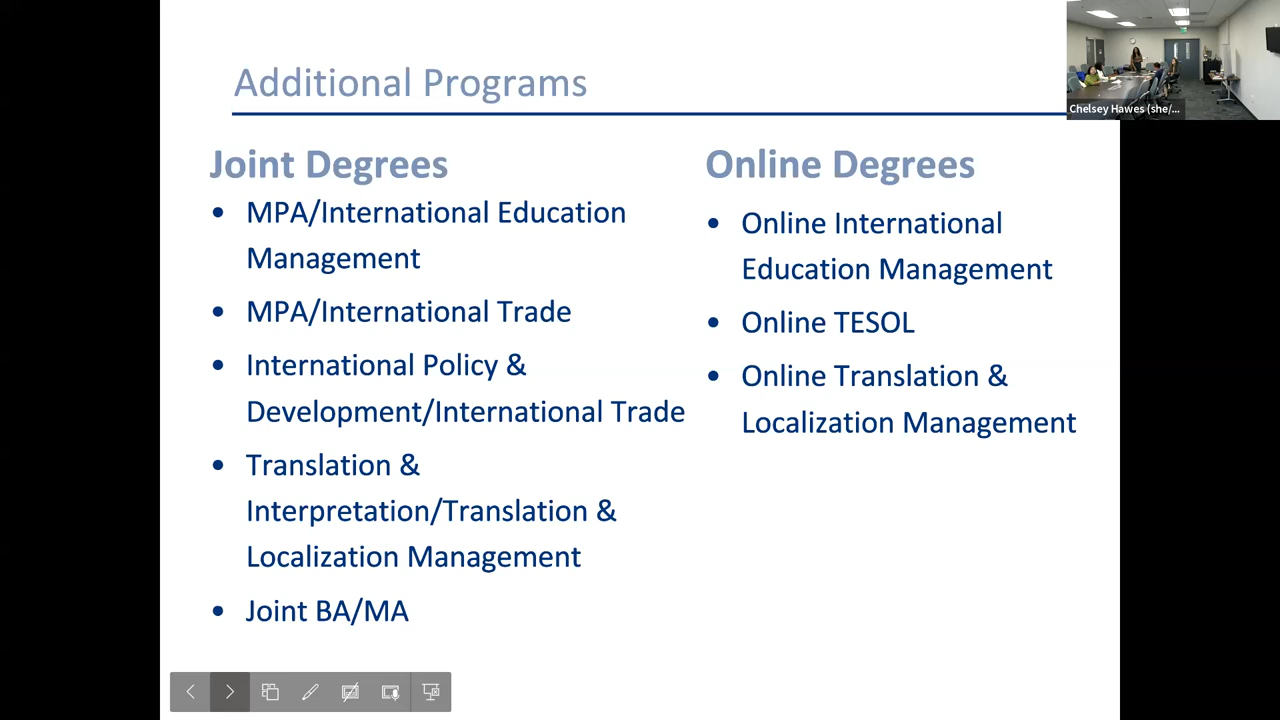 Additional Programs
Joint Degrees
• MPA/International Education
Management
• MPA/International Trade
• International Policy &
Development/International Trade
• Translation &
Interpretation/Translation &
Localization Management
• Joint BA/MA
Online Degrees
• Online International
Education Management
• Online TESOL
• Online Translation &
Localization Management
Chelsey Hawes (she/...